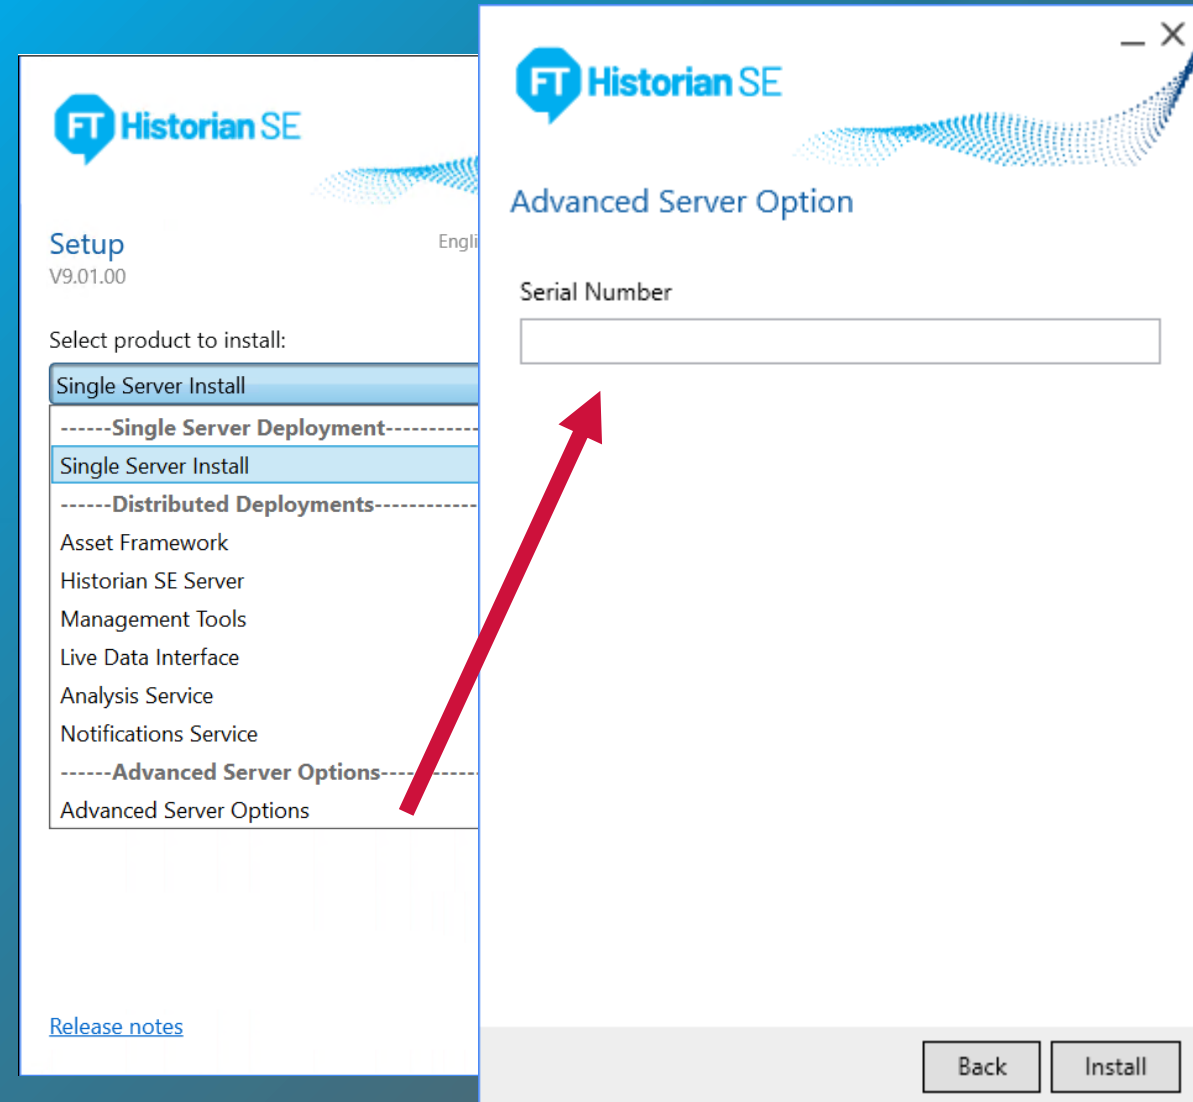 FT Historian SE
Setup
Engli
V9.01.00
Select product to install:
Single Server Install
------Single Server Deployment-----------
Single Server Install
------Distributed Deployments------------
Asset Framework
Historian SE Server
Management Tools
Live Data Interface
Analysis Service
Notifications Service
------Advanced Server Options-----------
Advanced Server Options
Release notes
FT Historian SE
Advanced Server Option
Serial Number
Back
Install